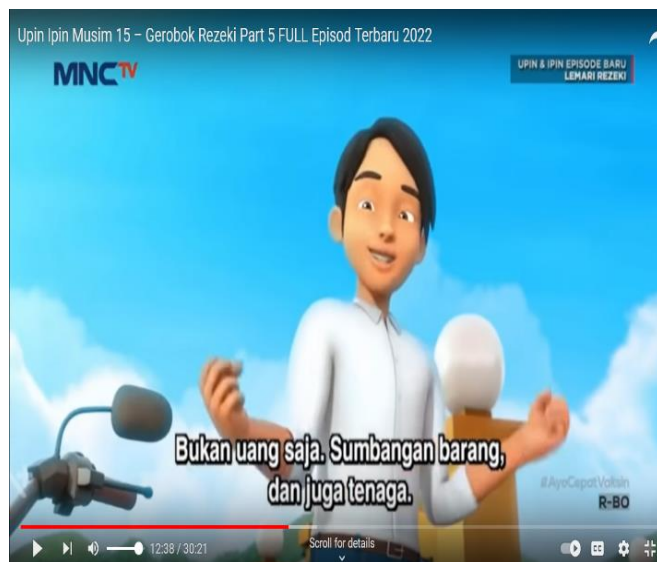 Upin Ipin Musim 15 – Gerobok Rezeki Part 5 FULL Episod Terbaru 2022
MNCTV
UPIN & IPIN EPISODE BARU
LEMARI REZEKI
Bukan uang saja. Sumbangan barang,
dan juga tenaga.
#AyoCepatVaksin
R-BO
12:38 / 30:21
Scroll for details
CC